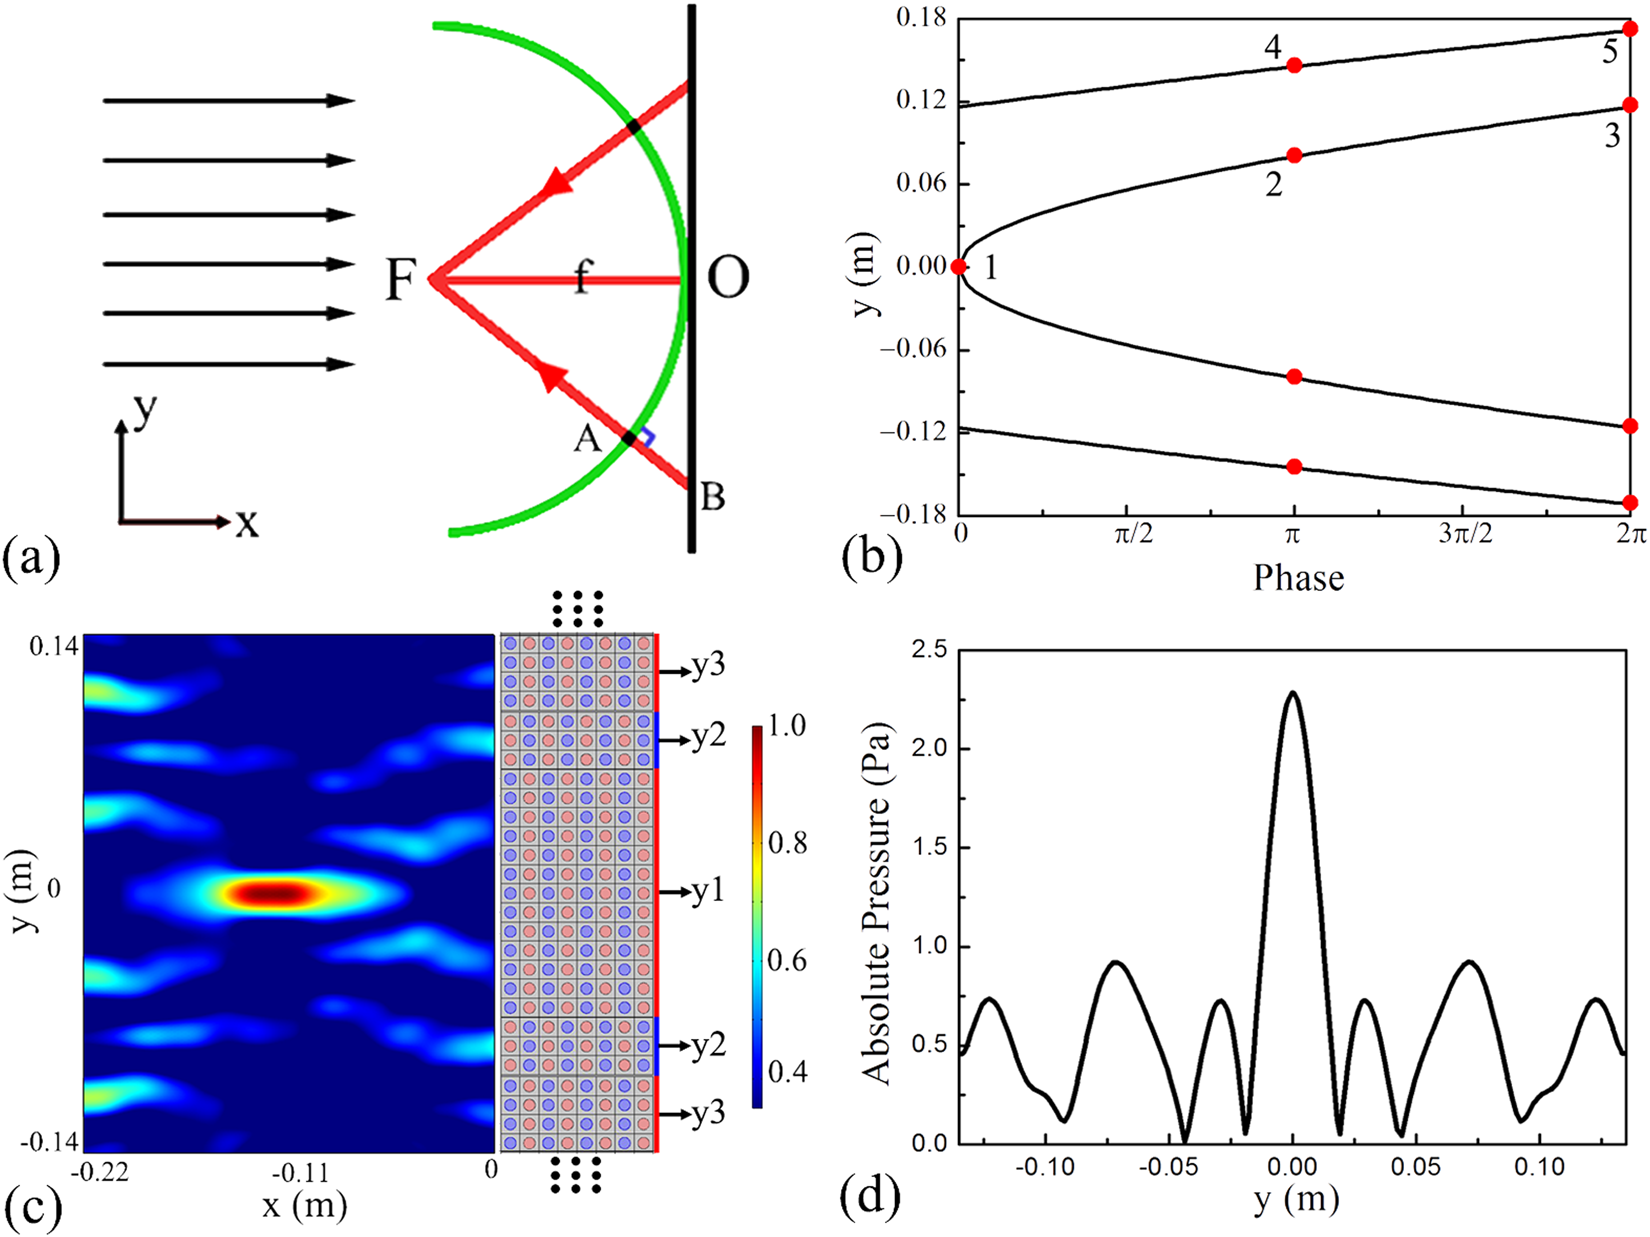 F
f
O
A
B
y
x
(a)
0.18
0.12
0.06
0.00
−0.06
−0.12
−0.18
y (m)
1
2
3
4
5
0
π/2
π
3π/2
2π
Phase
(b)
0.14
0
-0.14
y (m)
-0.22
-0.11
0
x (m)
y3
y2
y1
y2
y3
1.0
0.8
0.6
0.4
(c)
2.5
2.0
1.5
1.0
0.5
0.0
Absolute Pressure (Pa)
-0.10
-0.05
0.00
0.05
0.10
y (m)
(d)